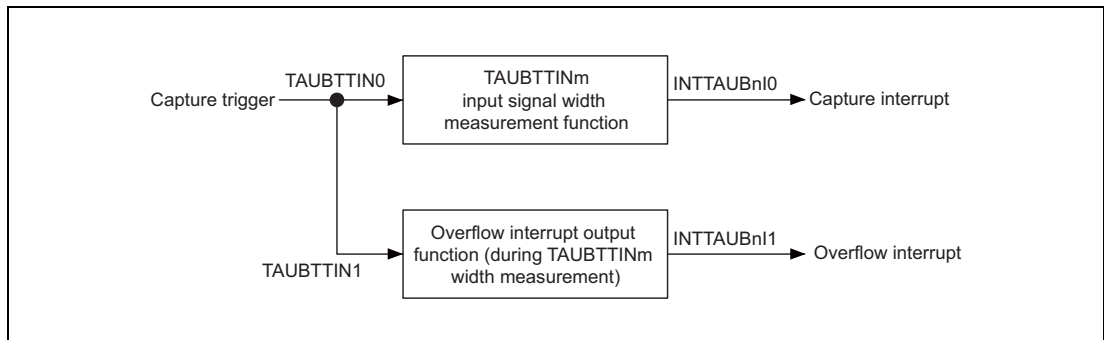 Capture trigger
TAUBTTIN0
TAUBTTINm
input signal width
measurement function
INTTAUBnI0
Capture interrupt
TAUBTTIN1
Overflow interrupt output
function (during TAUBTTINm
width measurement)
INTTAUBnI1
Overflow interrupt